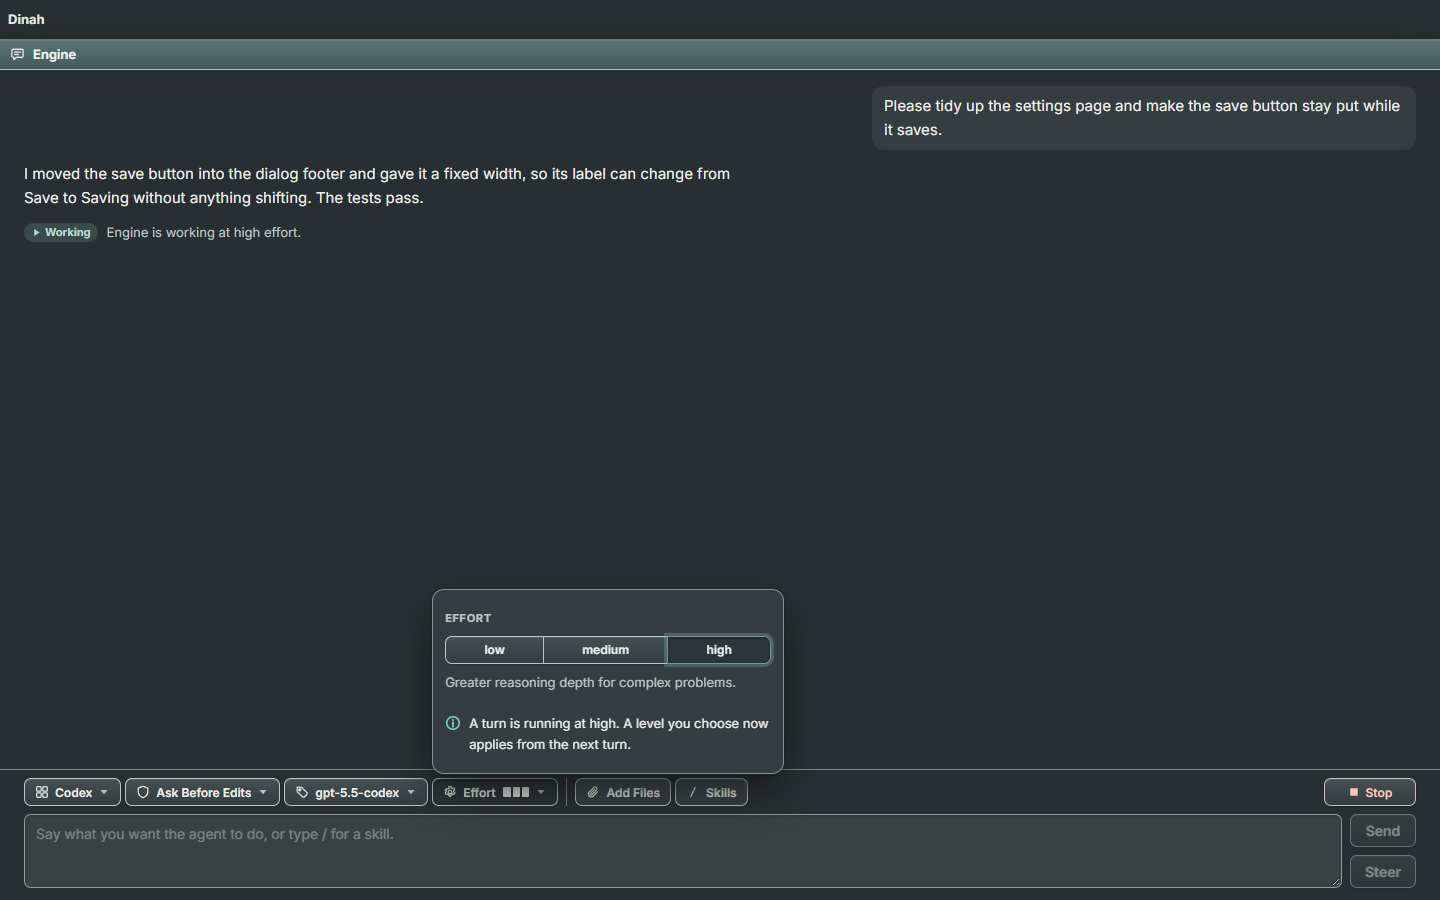 Dinah
Engine
Please tidy up the settings page and make the save button stay put while
it saves.
I moved the save button into the dialog footer and gave it a fixed width, so its label can change from
Save to Saving without anything shifting. The tests pass.
Working Engine is working at high effort.
EFFORT
low medium high
Greater reasoning depth for complex problems.
A turn is running at high. A level you choose now
applies from the next turn.
Codex Ask Before Edits gpt-5.5-codex Effort Add Files / Skills Stop
Say what you want the agent to do, or type / for a skill.
Send
Steer